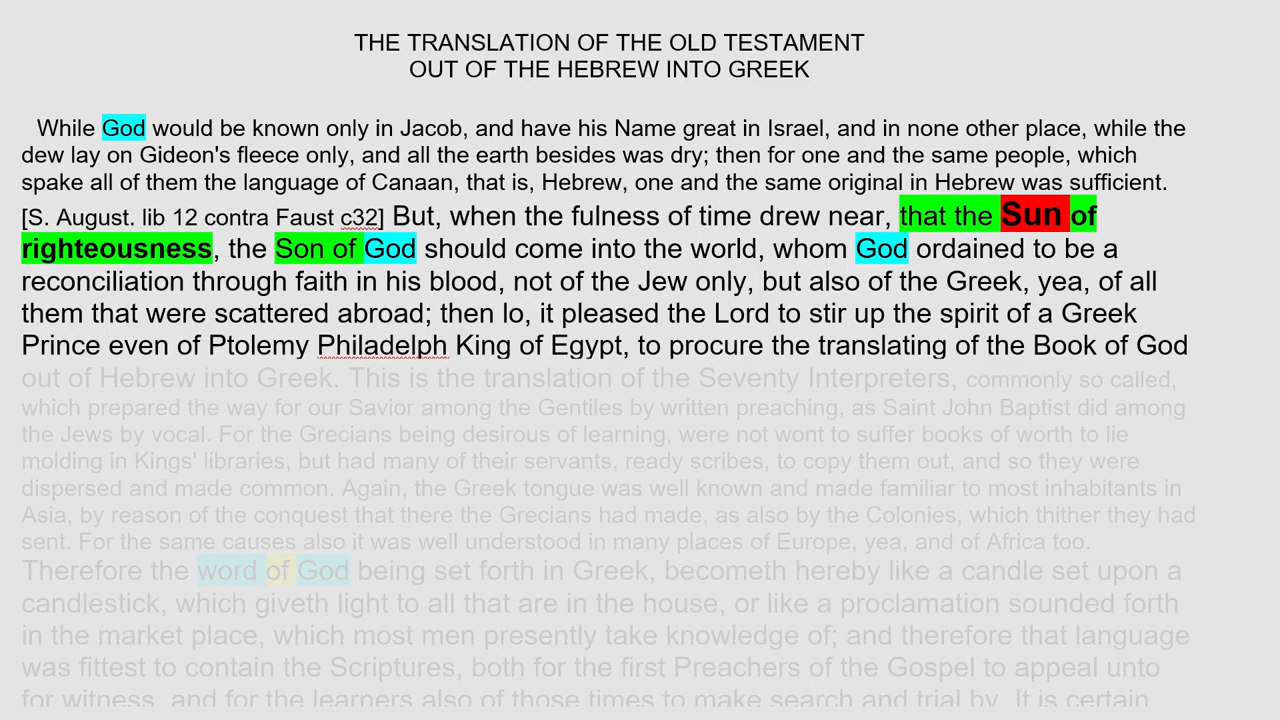 THE TRANSLATION OF THE OLD TESTAMENT
OUT OF THE HEBREW INTO GREEK
While God would be known only in Jacob, and have his Name great in Israel, and in none other place, while the
dew lay on Gideon's fleece only, and all the earth besides was dry; then for one and the same people, which
spake all of them the language of Canaan, that is, Hebrew, one and the same original in Hebrew was sufficient.
[S. August. lib 12 contra Faust c32] But, when the fulness of time drew near, that the Sun of
righteousness, the Son of God should come into the world, whom God ordained to be a
reconciliation through faith in his blood, not of the Jew only, but also of the Greek, yea, of all
them that were scattered abroad; then lo, it pleased the Lord to stir up the spirit of a Greek
Prince even of Ptolemy Philadelph King of Egypt, to procure the translating of the Book of God
out of Hebrew into Greek. This is the translation of the Seventy Interpreters, commonly so called,
which prepared the way for our Savior among the Gentiles by written preaching, as Saint John Baptist did among
the Jews by vocal. For the Grecians being desirous of learning, were not wont to suffer books of worth to lie
molding in Kings' libraries, but had many of their servants, ready scribes, to copy them out, and so they were
dispersed and made common. Again, the Greek tongue was well known and made familiar to most inhabitants in
Asia, by reason of the conquest that there the Grecians had made, as also by the Colonies, which thither they had
sent. For the same causes also it was well understood in many places of Europe, yea, and of Africa too.
Therefore the word of God being set forth in Greek, becometh hereby like a candle set upon a
candlestick, which giveth light to all that are in the house, or like a proclamation sounded forth
in the market place, which most men presently take knowledge of; and therefore that language
was fittest to contain the Scriptures, both for the first Preachers of the Gospel to appeal unto
for witness, and for the learners also of those times to make search and trial by. It is certain